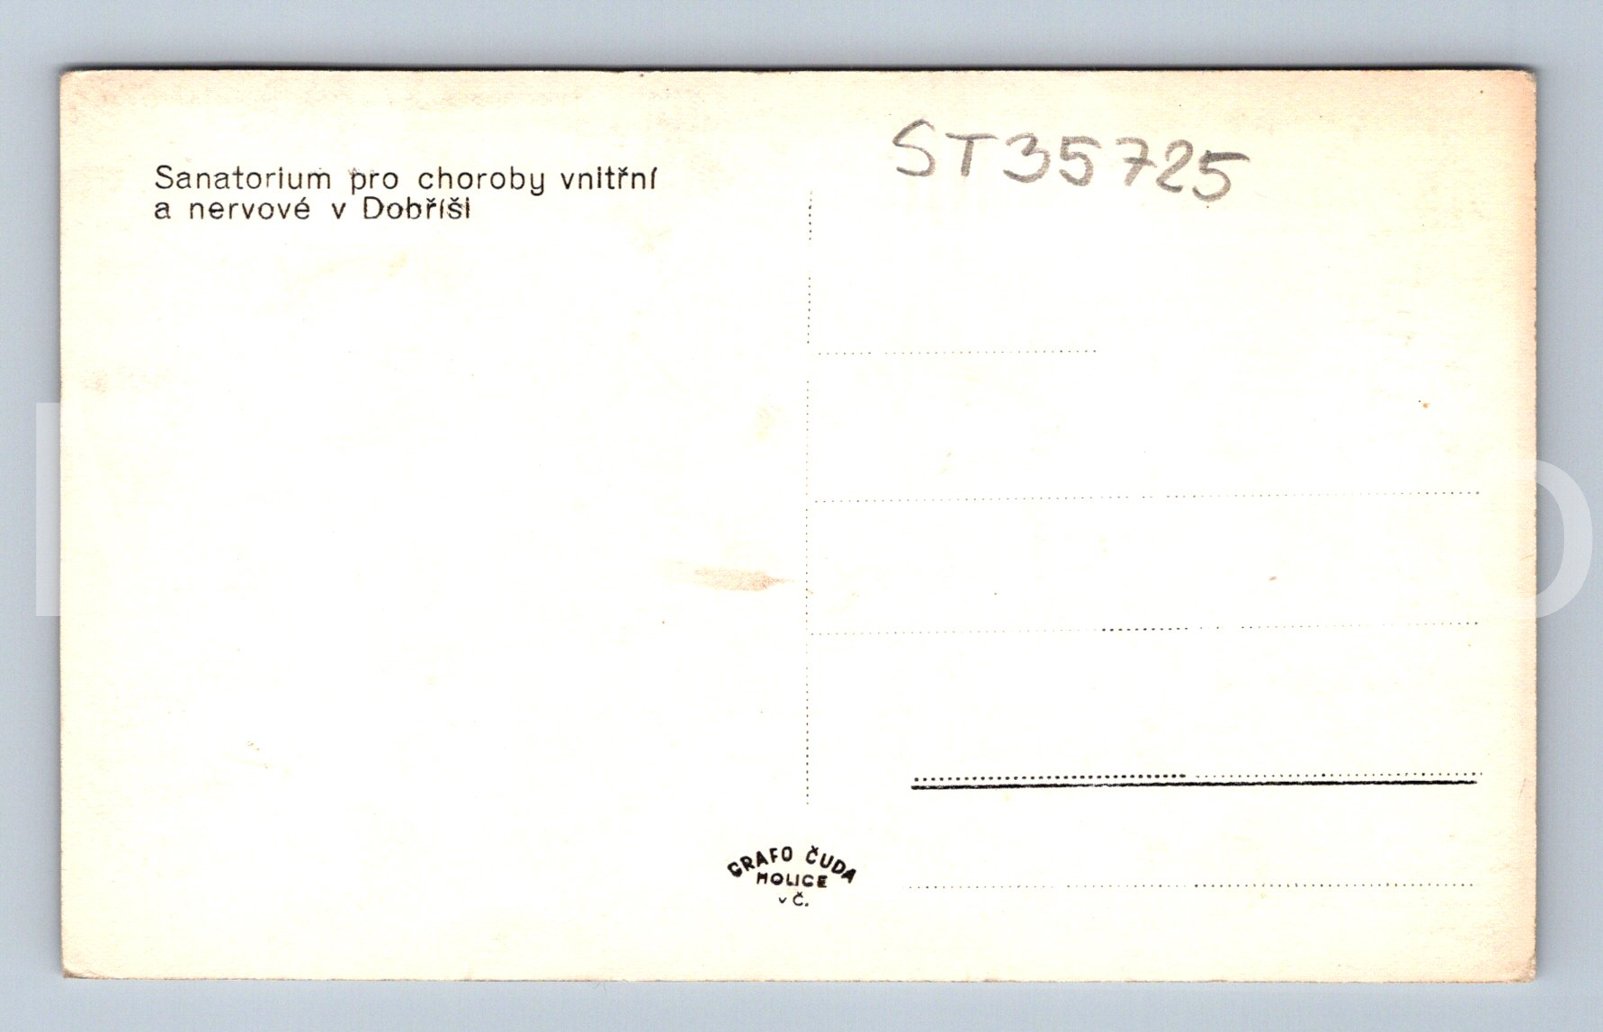 Sanatorium pro choroby vnitřní
a nervové v Dobříši
ST35725
GRAFO ČUDA
HOLICE
v Č.